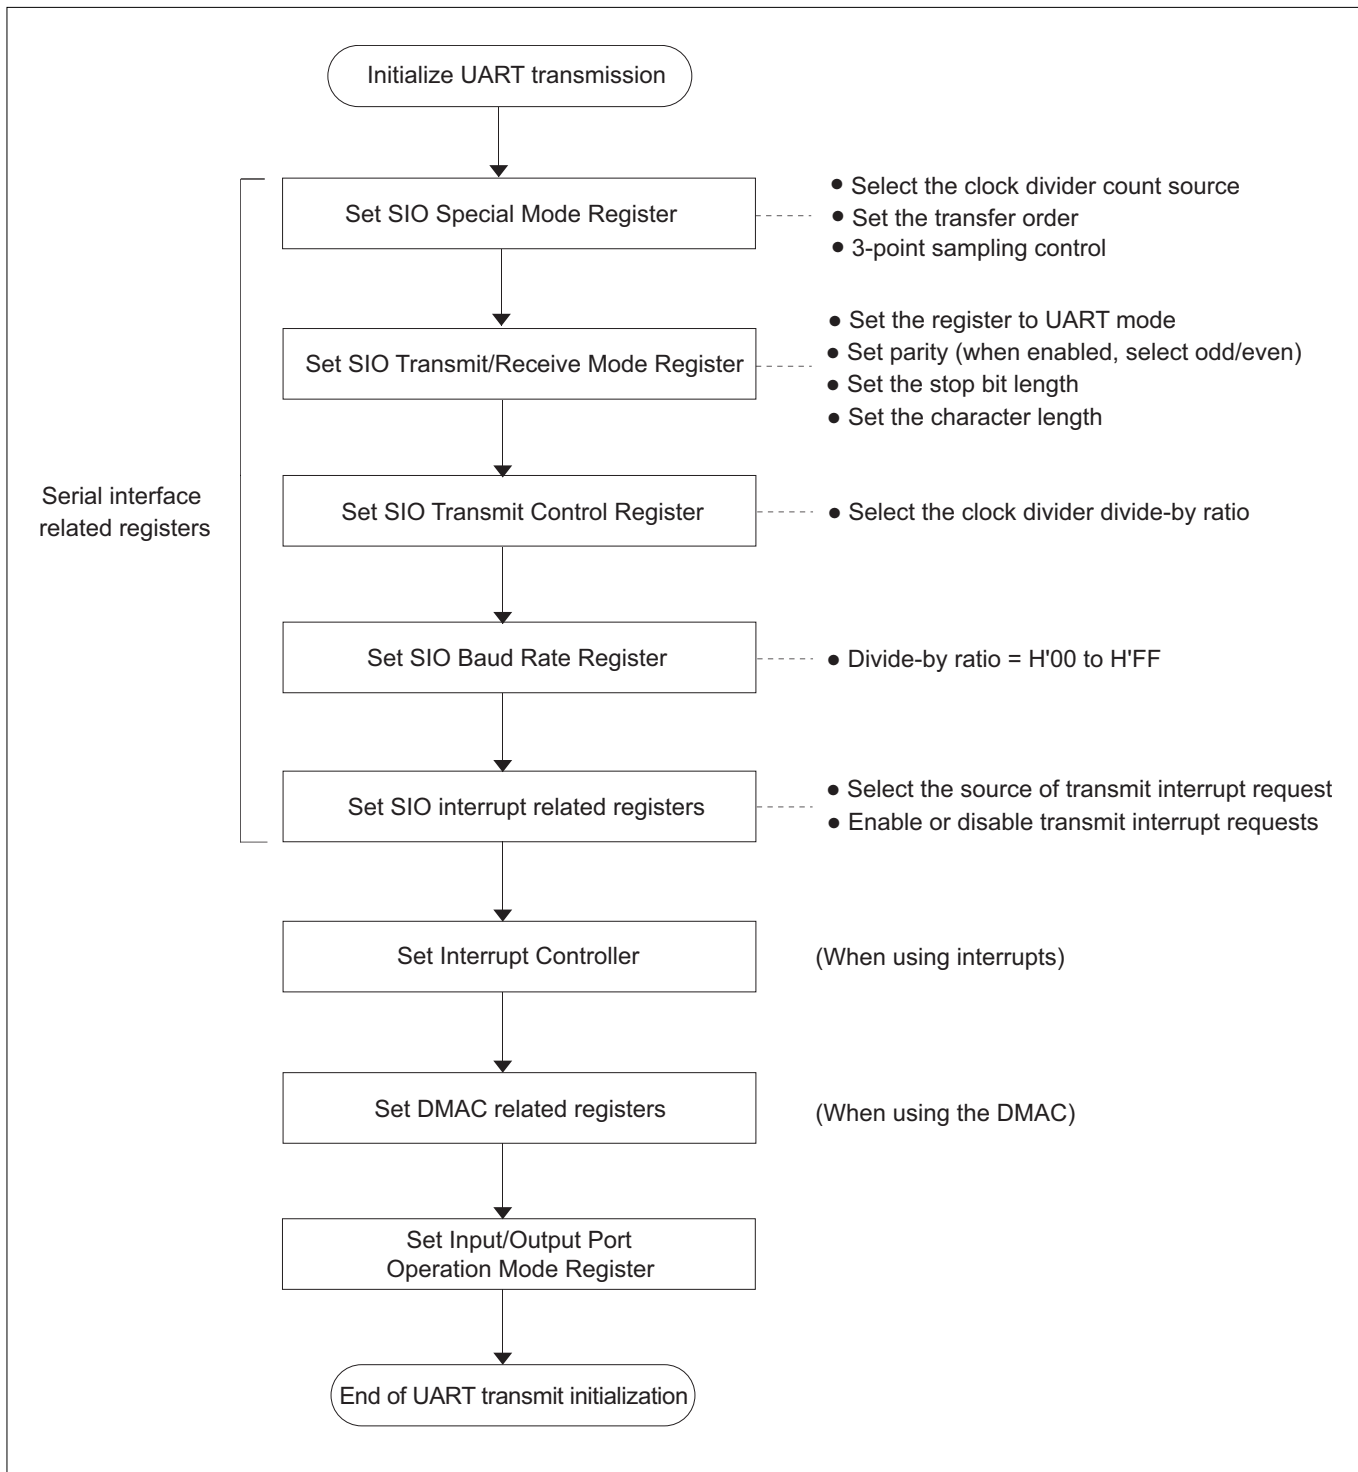 Initialize UART transmission
Set SIO Special Mode Register
● Select the clock divider count source
● Set the transfer order
● 3-point sampling control
Set SIO Transmit/Receive Mode Register
● Set the register to UART mode
● Set parity (when enabled, select odd/even)
● Set the stop bit length
● Set the character length
Serial interface
related registers
Set SIO Transmit Control Register
● Select the clock divider divide-by ratio
Set SIO Baud Rate Register
● Divide-by ratio = H'00 to H'FF
Set SIO interrupt related registers
● Select the source of transmit interrupt request
● Enable or disable transmit interrupt requests
Set Interrupt Controller
(When using interrupts)
Set DMAC related registers
(When using the DMAC)
Set Input/Output Port
Operation Mode Register
End of UART transmit initialization